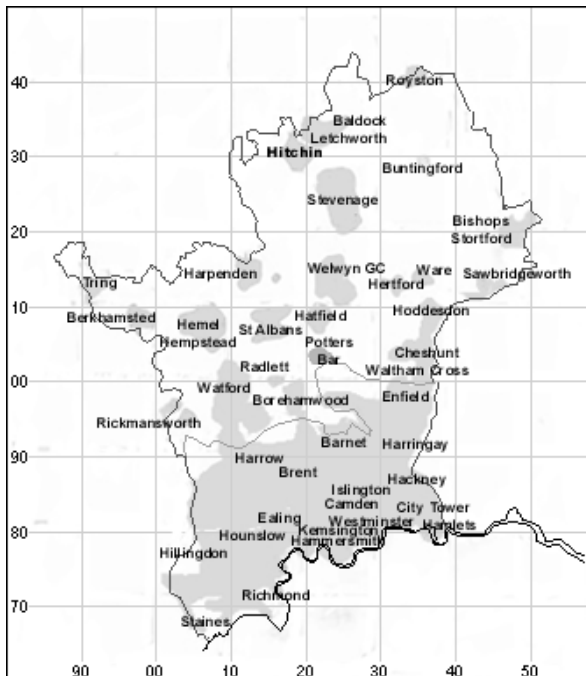 40
Royston
Baldock
Letchworth
30
Hitchin
Buntingford
Stevenage
Bishops
Stortford
20
Tring
Harpenden
Welwyn GC
Ware
Sawbridgeworth
Hertford
10
Berkhamsted
Hemel
Hempstead
St Albans
Hatfield
Hoddesdon
Potters
Bar
Cheshunt
Radlett
Waltham Cross
00
Watford
Borehamwood
Enfield
Rickmansworth
Barnet
Harringay
90
Harrow
Brent
Hackney
Islington
Camden
City
Tower
Hamlets
Ealing
Westminster
80
Hounslow
Kensington
Hammersmith
Hillingdon
70
Richmond
Staines
90 00 10 20 30 40 50